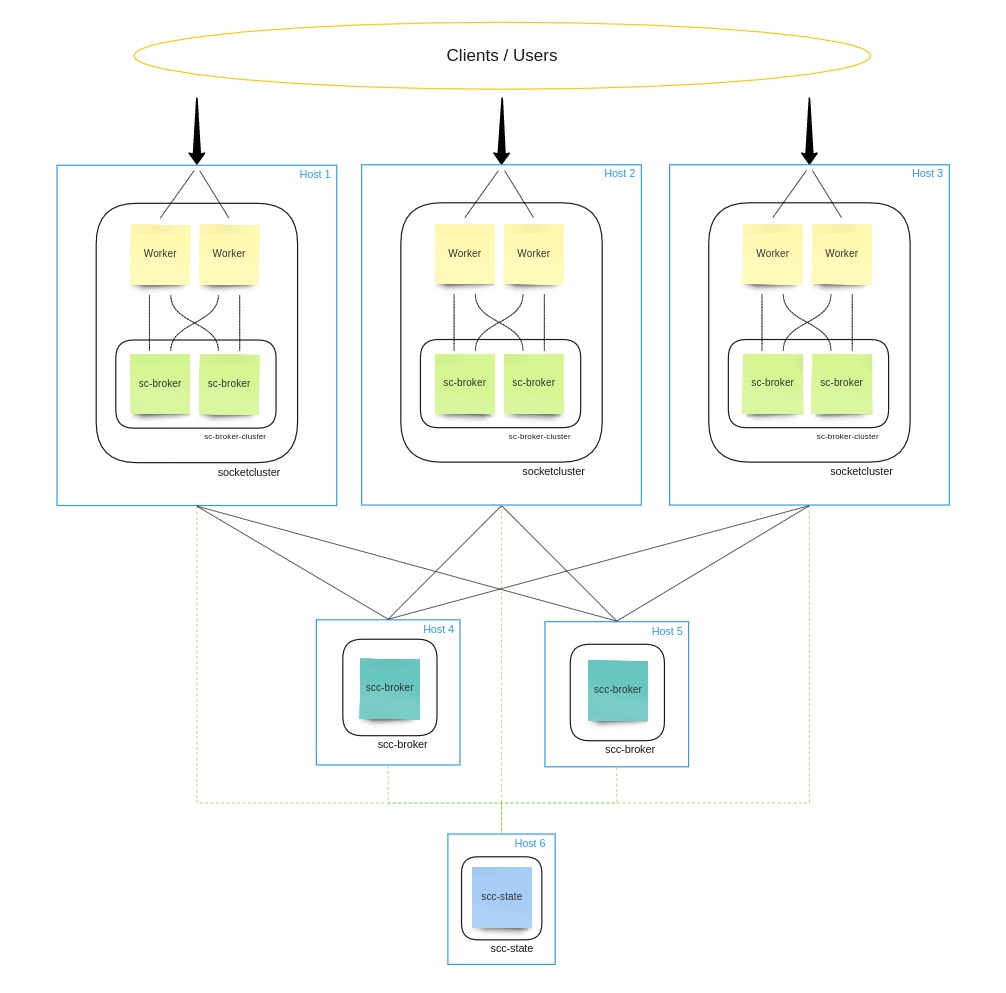 Clients / Users
Host 1
Host 2
Host 3
Worker
Worker
Worker
Worker
Worker
Worker
sc-broker
sc-broker
sc-broker
sc-broker
sc-broker
sc-broker
sc-broker-cluster
sc-broker-cluster
sc-broker-cluster
socketcluster
socketcluster
socketcluster
Host 4
Host 5
scc-broker
scc-broker
scc-broker
scc-broker
Host 6
scc-state
scc-state